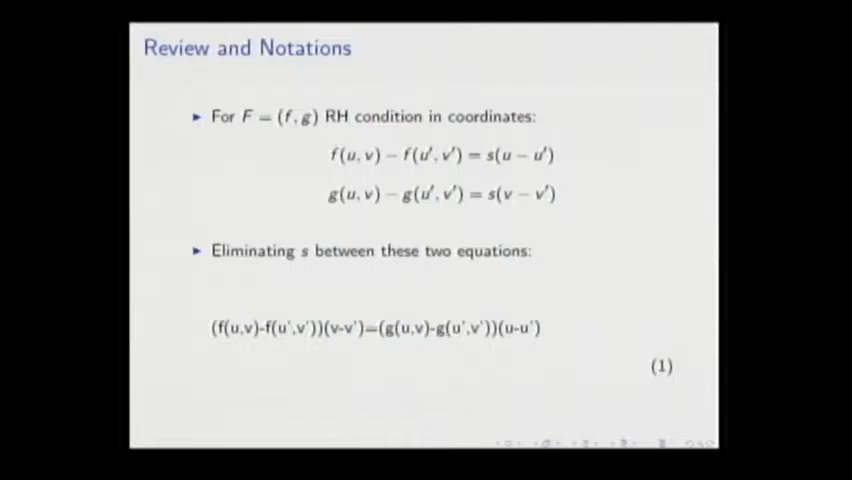 Review and Notations
▶ For F = (f, g) RH condition in coordinates:
f(u, v) − f(u′, v′) = s(u − u′)
g(u, v) − g(u′, v′) = s(v − v′)
▶ Eliminating s between these two equations:
(f(u,v)-f(u',v'))(v-v')=(g(u,v)-g(u',v'))(u-u')
(1)